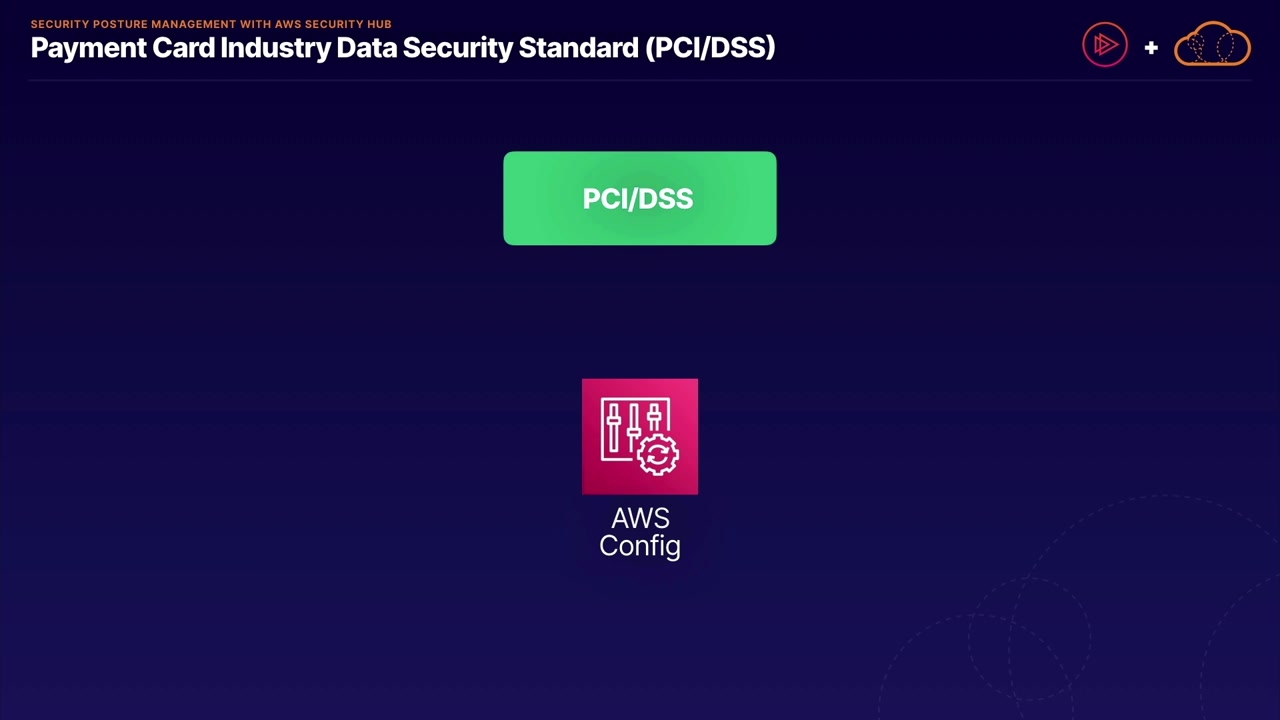 SECURITY POSTURE MANAGEMENT WITH AWS SECURITY HUB
Payment Card Industry Data Security Standard (PCI/DSS)
PCI/DSS
AWS
Config